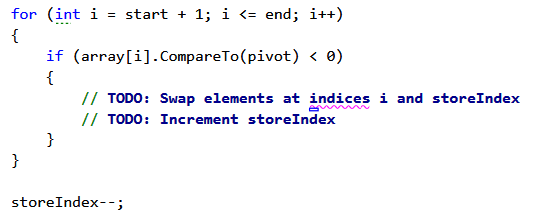 for (int i = start + 1; i <= end; i++)
{
    if (array[i].CompareTo(pivot) < 0)
    {
        // TODO: Swap elements at indices i and storeIndex
        // TODO: Increment storeIndex
    }
}
storeIndex--;